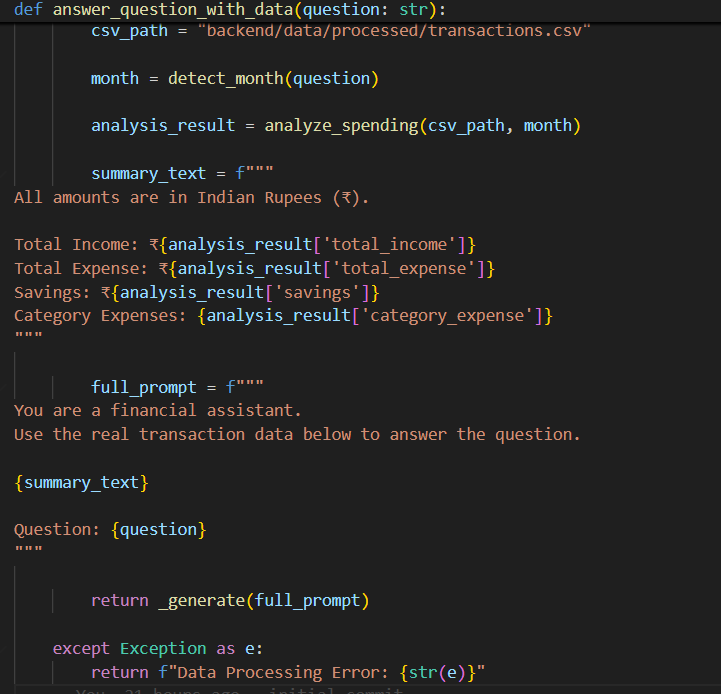 def answer_question_with_data(question: str):
csv_path = "backend/data/processed/transactions.csv"
month = detect_month(question)
analysis_result = analyze_spending(csv_path, month)
summary_text = f"""
All amounts are in Indian Rupees (₹).
Total Income: ₹{analysis_result['total_income']}
Total Expense: ₹{analysis_result['total_expense']}
Savings: ₹{analysis_result['savings']}
Category Expenses: {analysis_result['category_expense']}
"""
full_prompt = f"""
You are a financial assistant.
Use the real transaction data below to answer the question.
{summary_text}
Question: {question}
"""
return _generate(full_prompt)
except Exception as e:
return f"Data Processing Error: {str(e)}"
You, 21 hours ago
initial commit